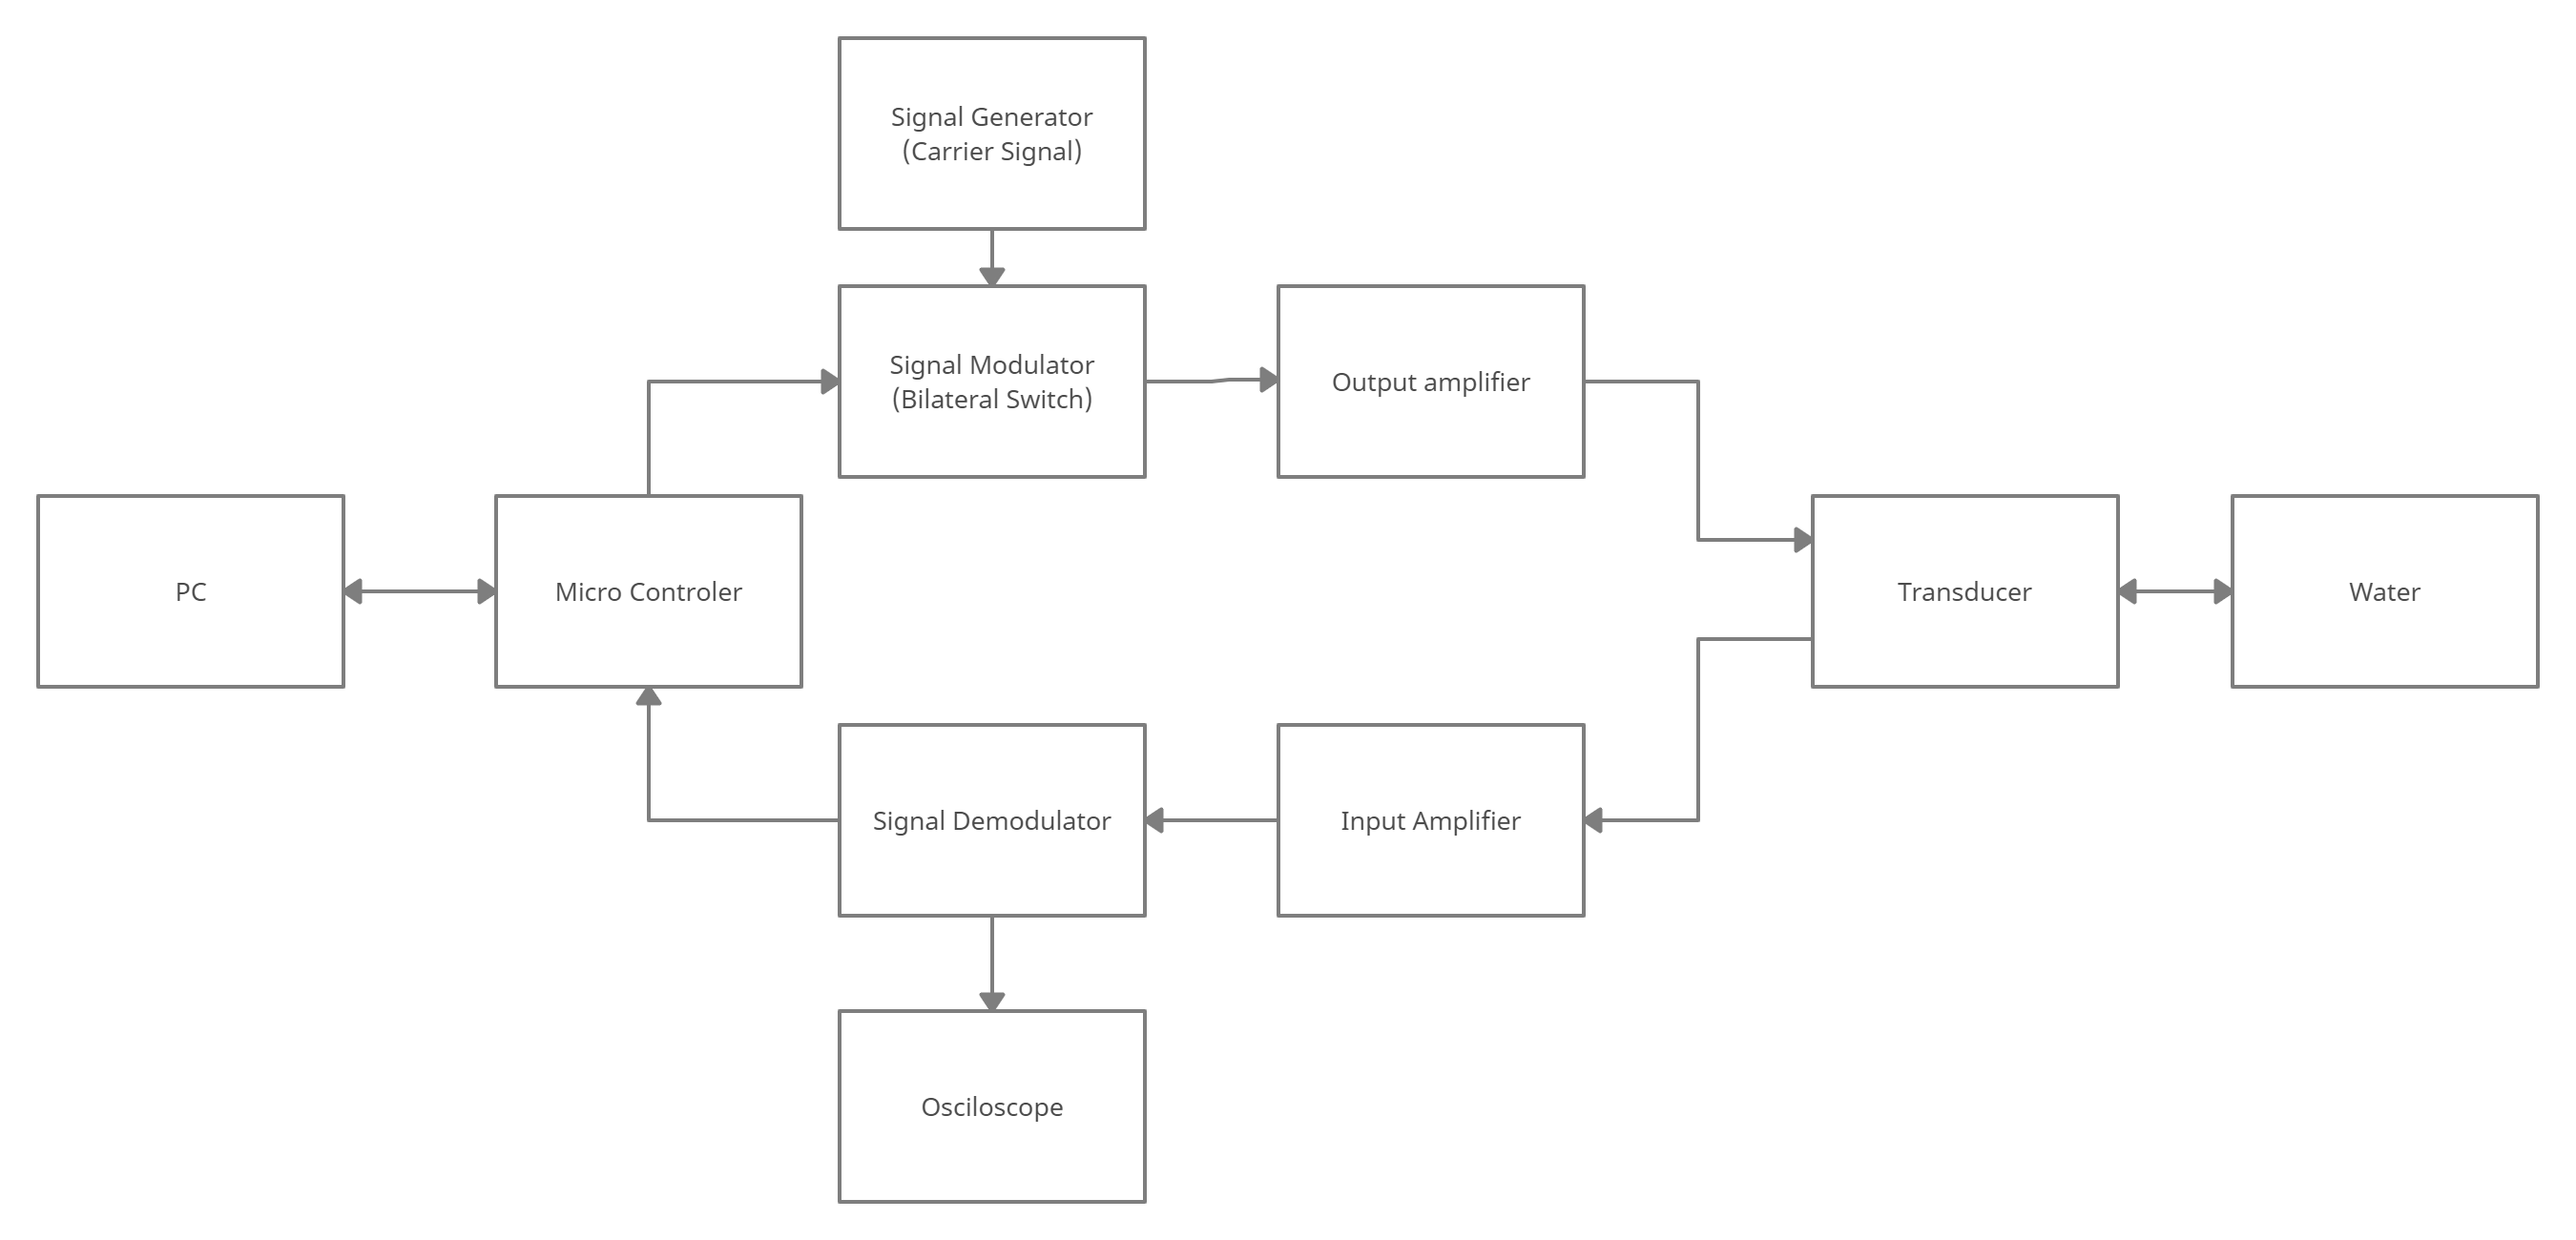 Signal Generator
(Carrier Signal)
Signal Modulator
(Bilateral Switch)
Output amplifier
PC
Micro Controler
Transducer
Water
Signal Demodulator
Input Amplifier
Osciloscope